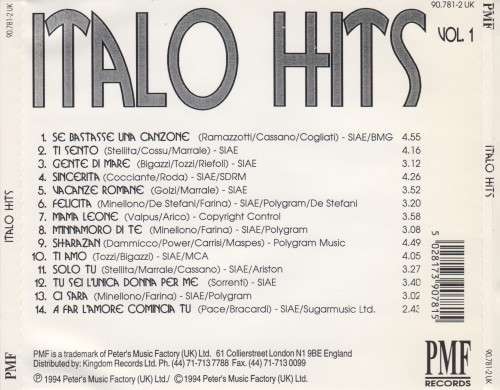 90.781-2 UK
ITALO HITS
VOL. 1
90.781-2 UK
PMF
1. SE BASTASSE UNA CANZONE (Ramazzotti/Cassano/Cogliati) - SIAE/BMG 4.55
2. TI SENTO (Stellita/Cossu/Marrale) - SIAE 4.16
3. GENTE DI MARE (Bigazzi/Tozzi/Riefoli) - SIAE 3.12
4. SINCERITA (Cocciante/Roda) - SIAE/SDRM 4.26
5. VACANZE ROMANE (Golzi/Marrale) - SIAE 3.52
6. FELICITA (Minellono/De Stefani/Farina) - SIAE/Polygram/De Stefani 3.20
7. MAMA LEONE (Valpus/Arico) - Copyright Control 3.58
8. M'INNAMORO DI TE (Minellono/Farina) - SIAE/Polygram 3.08
9. SHARAZAN (Dammicco/Power/Carrisi/Maspes) - Polygram Music 4.49
10. TI AMO (Tozzi/Bigazzi) - SIAE/MCA 4.05
11. SOLO TU (Stellita/Marrale/Cassano) - SIAE/Ariston 4.27
12. TU SEI L'UNICA DONNA PER ME (Sorrenti) - SIAE 3.40
13. CI SARA (Minellono/Farina) - SIAE/Polygram 3.02
14. A FAR L'AMORE COMINCIA TU (Pace/Bracardi) - SIAE/Sugarmusic Ltd. 2.43
ITALO HITS
ITALO HITS
5 028173 907815
PMF is a trademark of Peter's Music Factory (UK) Ltd. 61 Collierstreet London N1 9BE England
Distributed by: Kingdom Records Ltd. Ph. (44) 71-713 7788 Fax. (44) 71-713 0099
℗ 1994 Peter's Music Factory (UK) Ltd. © 1994 Peter's Music Factory (UK) Ltd.
PMF
RECORDS
PMF
90.781-2 UK